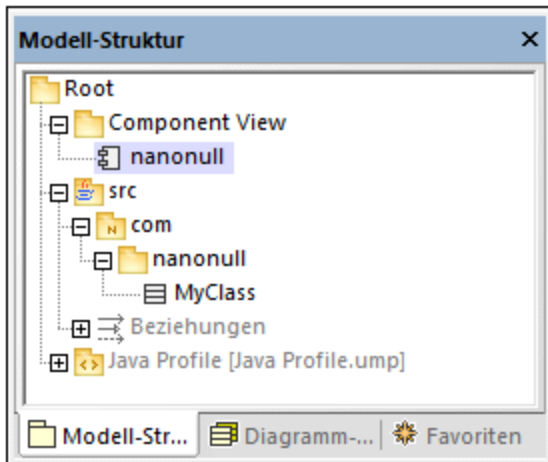 Modell-Struktur
Root
Component View
nanonull
src
com
nanonull
MyClass
Beziehungen
Java Profile [Java Profile.ump]
Modell-Str... Diagramm-... Favoriten